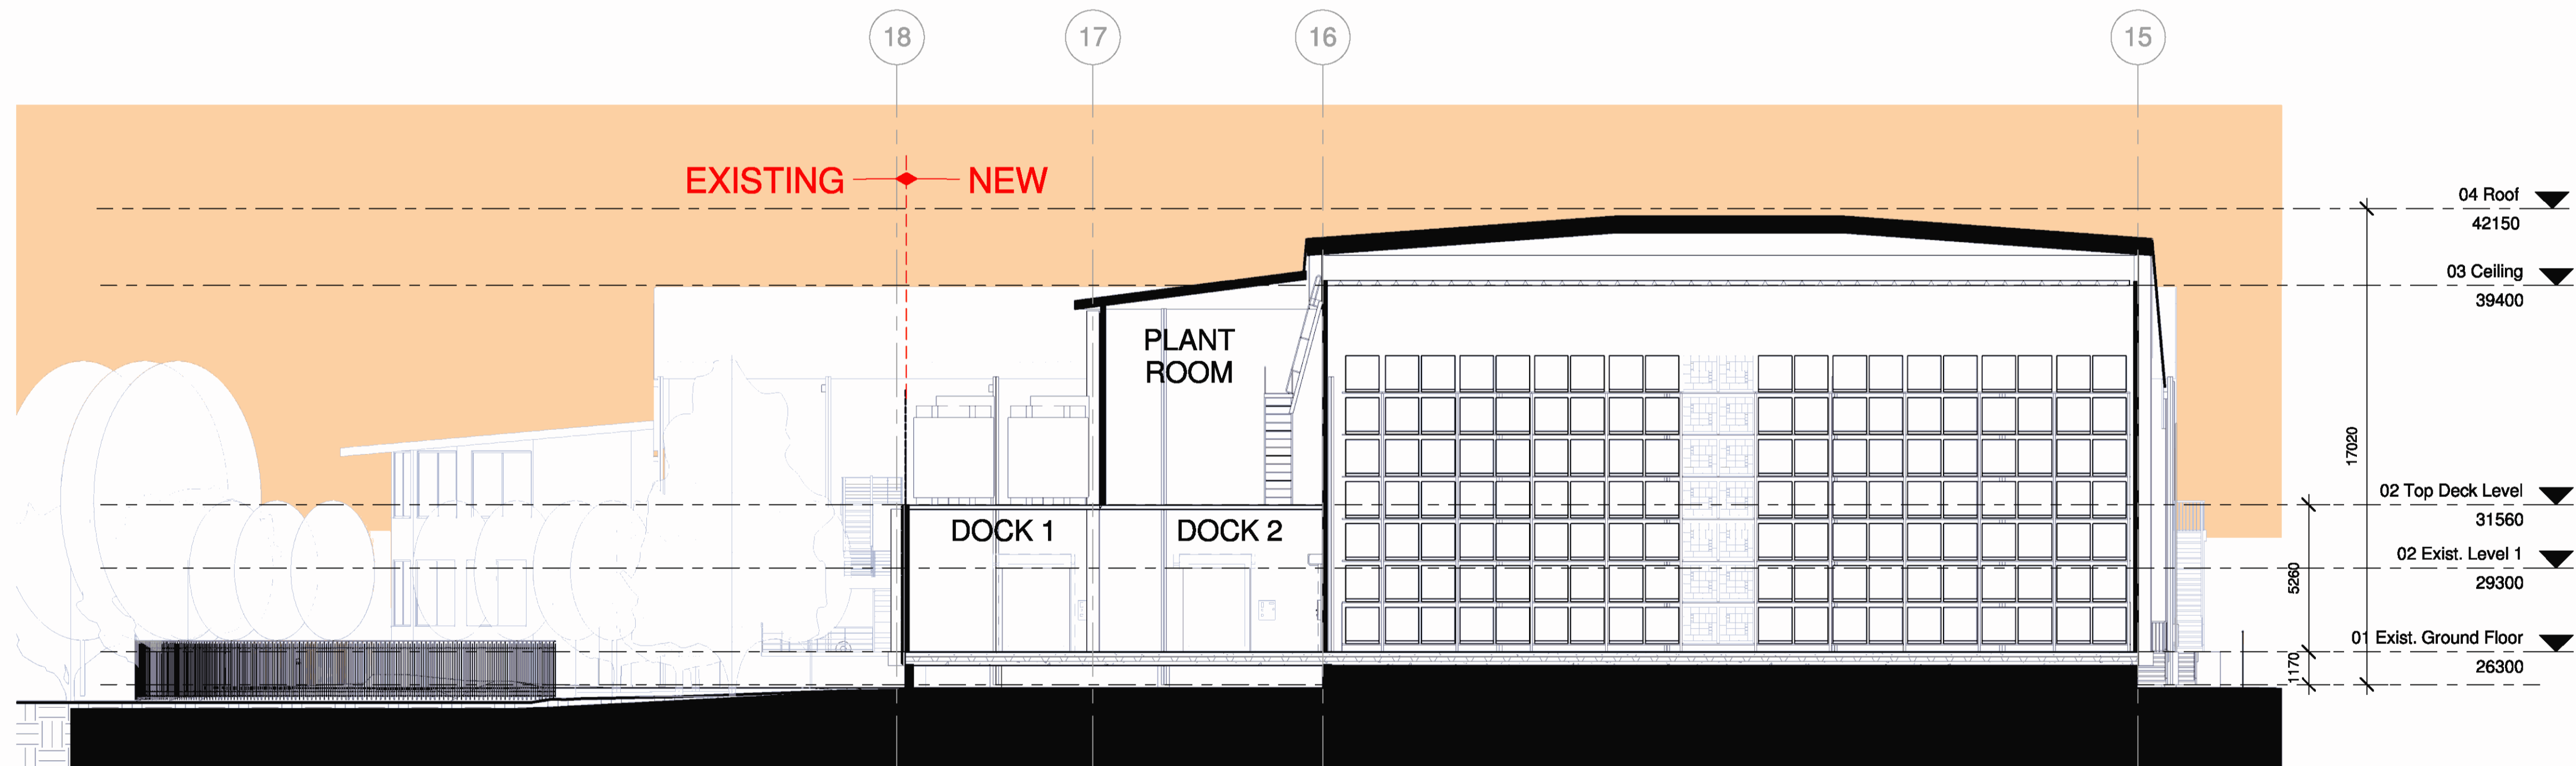 18
17
16
15
EXISTING
NEW
04 Roof
42150
03 Ceiling
39400
PLANT
ROOM
17020
02 Top Deck Level
31560
DOCK 1
DOCK 2
02 Exist. Level 1
29300
5260
01 Exist. Ground Floor
26300
1170